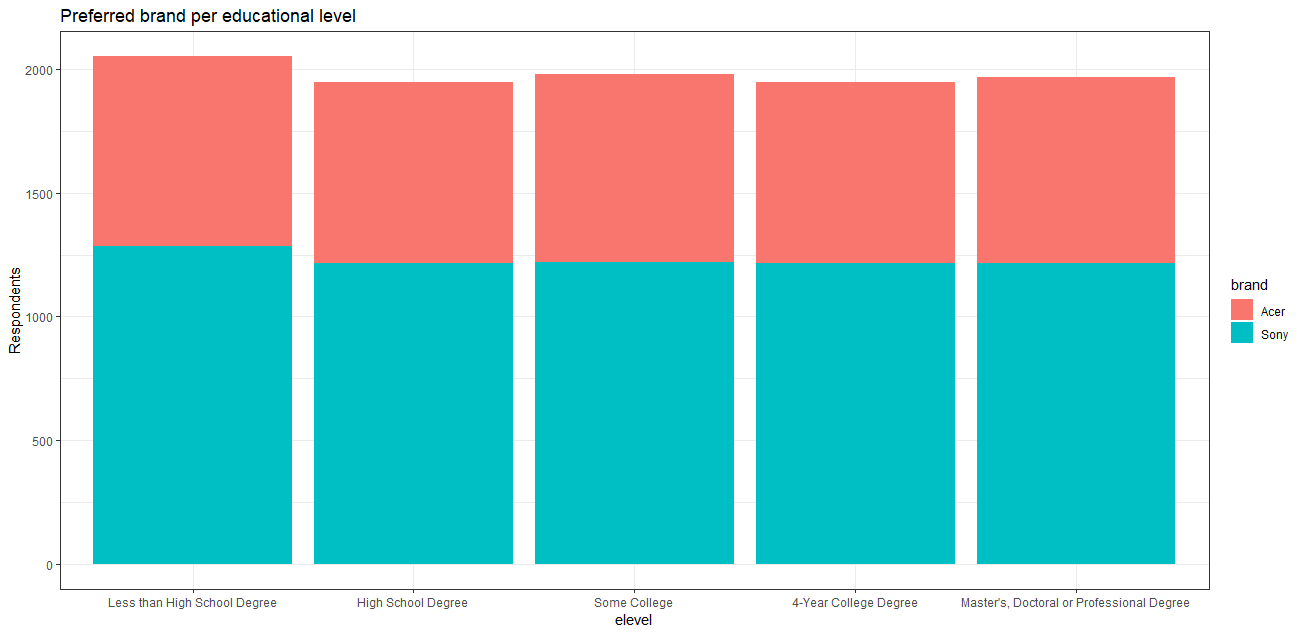 Preferred brand per educational level
Respondents
2000
1500
1000
500
0
Less than High School Degree
High School Degree
Some College
4-Year College Degree
Master's, Doctoral or Professional Degree
elevel
brand
Acer
Sony